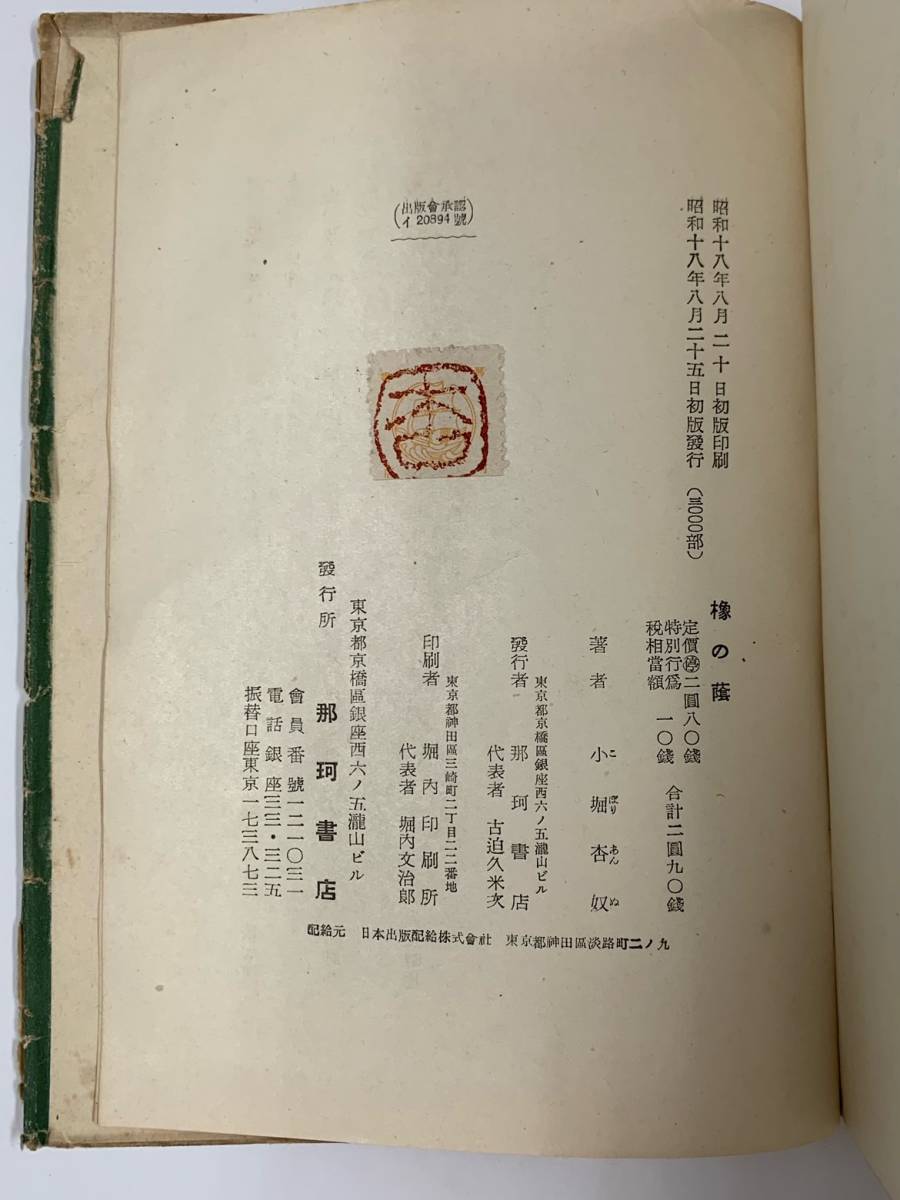 昭和十八年八月二十日初版印刷
昭和十八年八月二十五日初版發行
（三〇〇〇部）
橡の蔭
定價㊞二圓八〇錢
特別行爲
税相當額 一〇錢
合計二圓九〇錢
著者 小堀杏奴
こ ぼり あん ぬ
東京都京橋區銀座西六ノ五瀧山ビル
發行者 那珂書店
代表者 古迫久米次
東京都神田區三崎町二丁目二二番地
印刷者 堀内印刷所
代表者 堀内文治郎
東京都京橋區銀座西六ノ五瀧山ビル
發行所 那珂書店
會員番號一二一〇三一
電話銀座三三・三二五
振替口座東京一七三八七三
（出版會承認
イ 20894 號）
配給元 日本出版配給株式會社 東京都神田區淡路町二ノ九